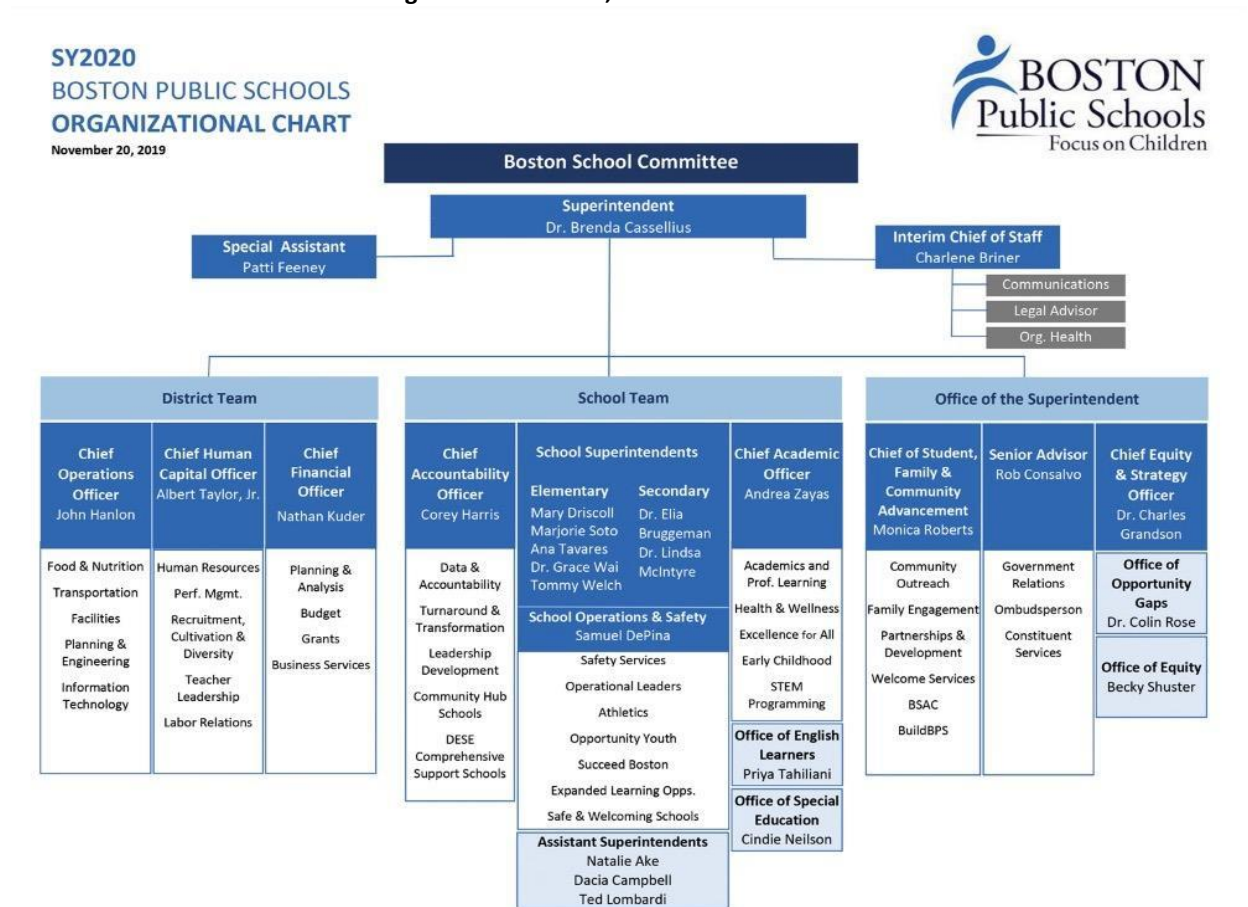 SY2020
BOSTON PUBLIC SCHOOLS
ORGANIZATIONAL CHART
November 20, 2019
BOSTON
Public Schools
Focus on Children
Boston School Committee
Superintendent
Dr. Brenda Cassellius
Special Assistant
Patti Feeney
Interim Chief of Staff
Charlene Briner
Communications
Legal Advisor
Org. Health
District Team
Chief
Operations
Officer
John Hanlon
Food & Nutrition
Transportation
Facilities
Planning &
Engineering
Information
Technology
Chief Human
Capital Officer
Albert Taylor, Jr.
Human Resources
Perf. Mgmt.
Recruitment,
Cultivation &
Diversity
Teacher
Leadership
Labor Relations
Chief
Financial
Officer
Nathan Kuder
Planning &
Analysis
Budget
Grants
Business Services
School Team
Chief
Accountability
Officer
Corey Harris
Data &
Accountability
Turnaround &
Transformation
Leadership
Development
Community Hub
Schools
DESE
Comprehensive
Support Schools
School Superintendents
Elementary
Mary Driscoll
Marjorie Soto
Ana Tavares
Dr. Grace Wai
Tommy Welch
Secondary
Dr. Elia
Bruggeman
Dr. Lindsa
McIntyre
School Operations & Safety
Samuel DePina
Safety Services
Operational Leaders
Athletics
Opportunity Youth
Succeed Boston
Expanded Learning Opps.
Safe & Welcoming Schools
Assistant Superintendents
Natalie Ake
Dacia Campbell
Ted Lombardi
Chief Academic
Officer
Andrea Zayas
Academics and
Prof. Learning
Health & Wellness
Excellence for All
Early Childhood
STEM
Programming
Office of English
Learners
Priya Tahiliani
Office of Special
Education
Cindie Neilson
Office of the Superintendent
Chief of Student,
Family &
Community
Advancement
Monica Roberts
Community
Outreach
Family Engagement
Partnerships &
Development
Welcome Services
BSAC
BuildBPS
Senior Advisor
Rob Consalvo
Government
Relations
Ombudsperson
Constituent
Services
Chief Equity
& Strategy
Officer
Dr. Charles
Grandson
Office of
Opportunity
Gaps
Dr. Colin Rose
Office of Equity
Becky Shuster